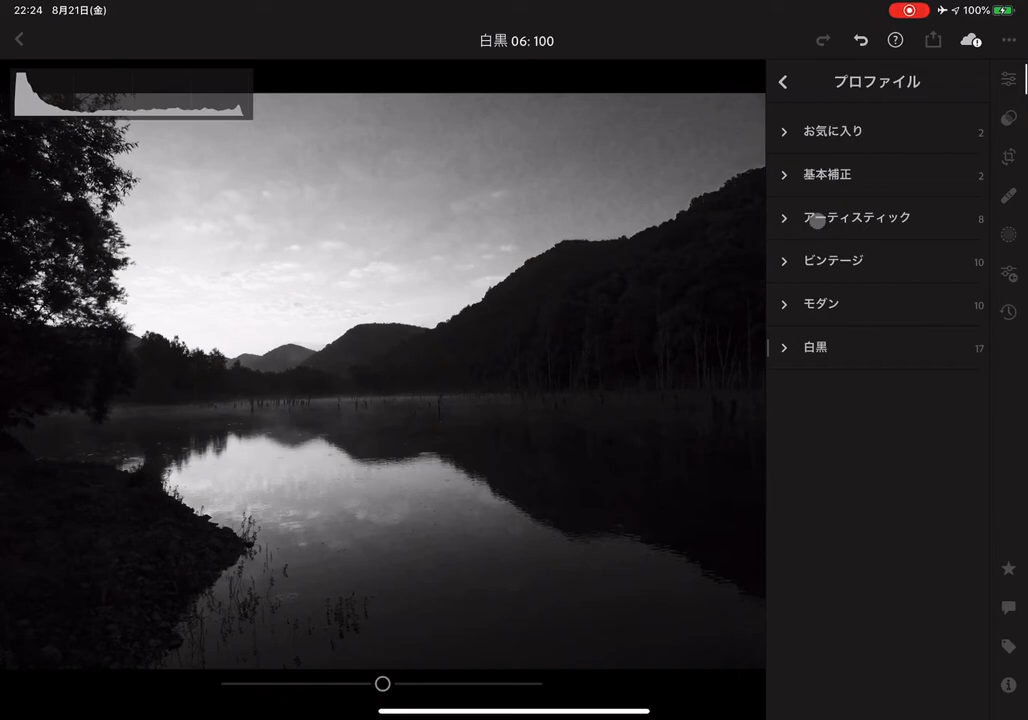 22:24 8月21日(金)
100%
白黒 06: 100
プロファイル
お気に入り 2
基本補正 2
アーティスティック 8
ビンテージ 10
モダン 10
白黒 17